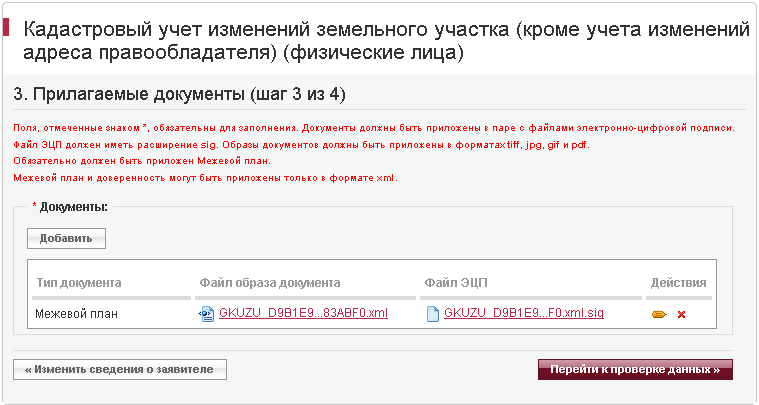 Кадастровый учет изменений земельного участка (кроме учета изменений
адреса правообладателя) (физические лица)
3. Прилагаемые документы (шаг 3 из 4)
Поля, отмеченные знаком *, обязательны для заполнения. Документы должны быть приложены в паре с файлами электронно-цифровой подписи.
Файл ЭЦП должен иметь расширение sig. Образы документов должны быть приложены в форматах tiff, jpg, gif и pdf.
Обязательно должен быть приложен Межевой план.
Межевой план и доверенность могут быть приложены только в формате xml.
* Документы:
Добавить
Тип документа Файл образа документа Файл ЭЦП Действия
Межевой план GKUZU_D9B1E9...83ABF0.xml GKUZU_D9B1E9...F0.xml.sig
« Изменить сведения о заявителе Перейти к проверке данных »